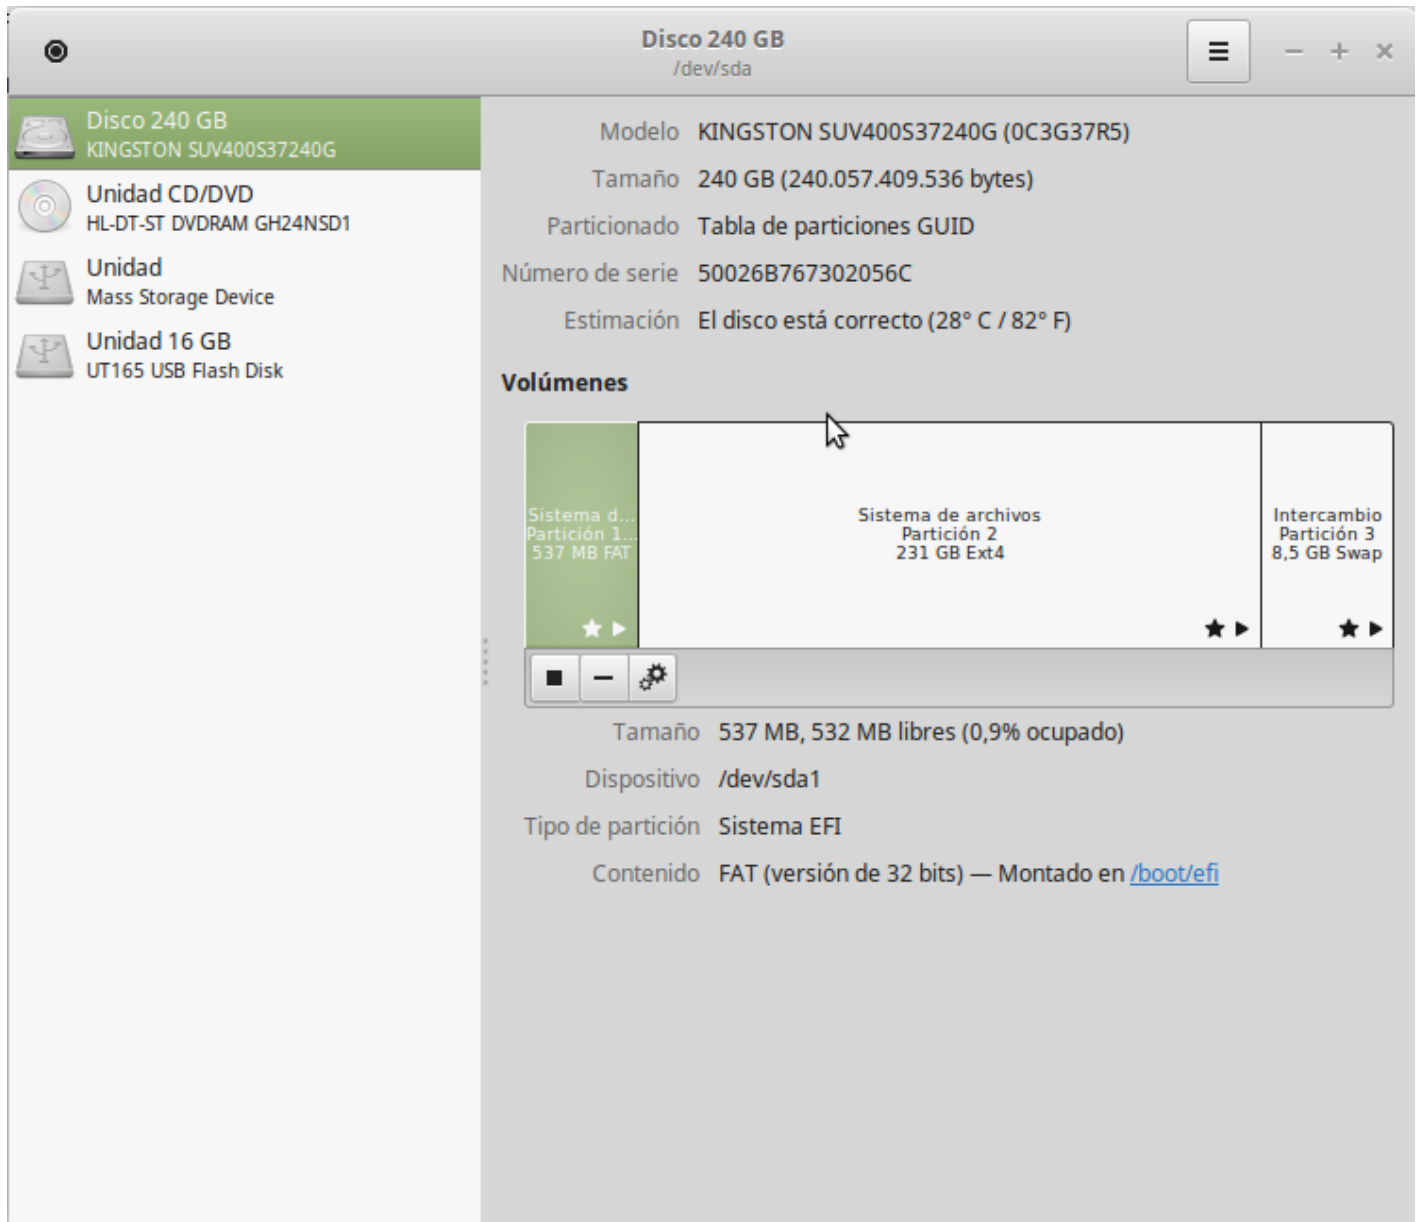 Disco 240 GB
/dev/sda
Disco 240 GB
KINGSTON SUV400S37240G
Unidad CD/DVD
HL-DT-ST DVDRAM GH24NSD1
Unidad
Mass Storage Device
Unidad 16 GB
UT165 USB Flash Disk
Modelo KINGSTON SUV400S37240G (0C3G37R5)
Tamaño 240 GB (240.057.409.536 bytes)
Particionado Tabla de particiones GUID
Número de serie 50026B767302056C
Estimación El disco está correcto (28° C / 82° F)
Volúmenes
Sistema d...
Partición 1...
537 MB FAT
Sistema de archivos
Partición 2
231 GB Ext4
Intercambio
Partición 3
8,5 GB Swap
Tamaño 537 MB, 532 MB libres (0,9% ocupado)
Dispositivo /dev/sda1
Tipo de partición Sistema EFI
Contenido FAT (versión de 32 bits) — Montado en /boot/efi